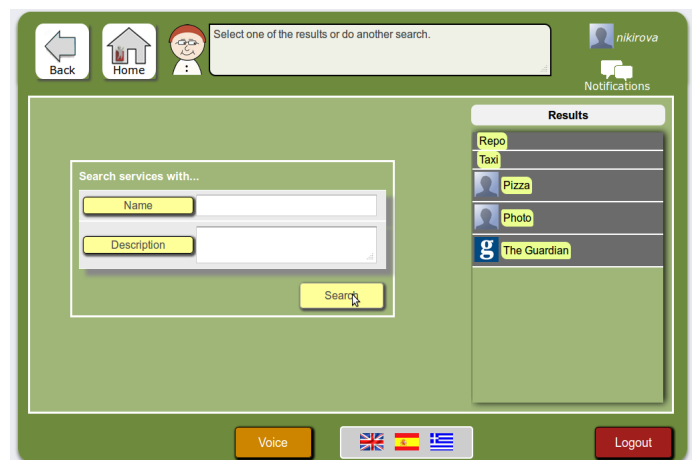 Back
Home
Select one of the results or do another search.
nikirova
Notifications
Results
Repo
Taxi
Pizza
Photo
g
The Guardian
Search services with...
Name
Description
Search
Voice
Logout